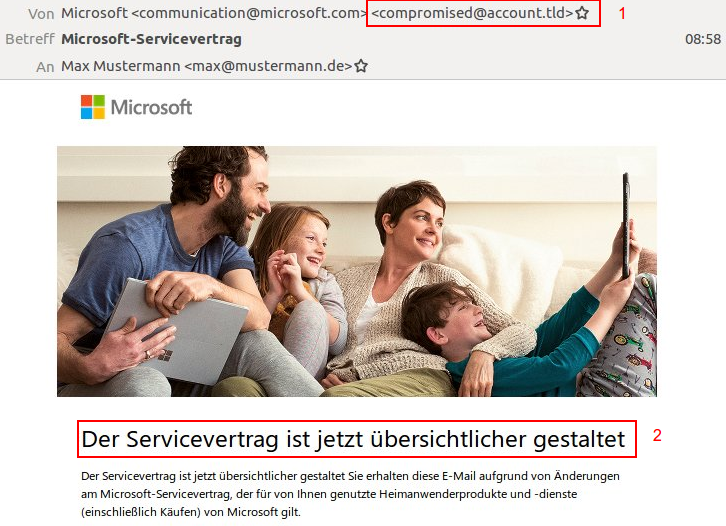 Von Microsoft <communication@microsoft.com> <compromised@account.tld> 1
Betreff Microsoft-Servicevertrag 08:58
An Max Mustermann <max@mustermann.de>
Microsoft
Der Servicevertrag ist jetzt übersichtlicher gestaltet 2
Der Servicevertrag ist jetzt übersichtlicher gestaltet Sie erhalten diese E-Mail aufgrund von Änderungen
am Microsoft-Servicevertrag, der für von Ihnen genutzte Heimanwenderprodukte und -dienste
(einschließlich Käufen) von Microsoft gilt.